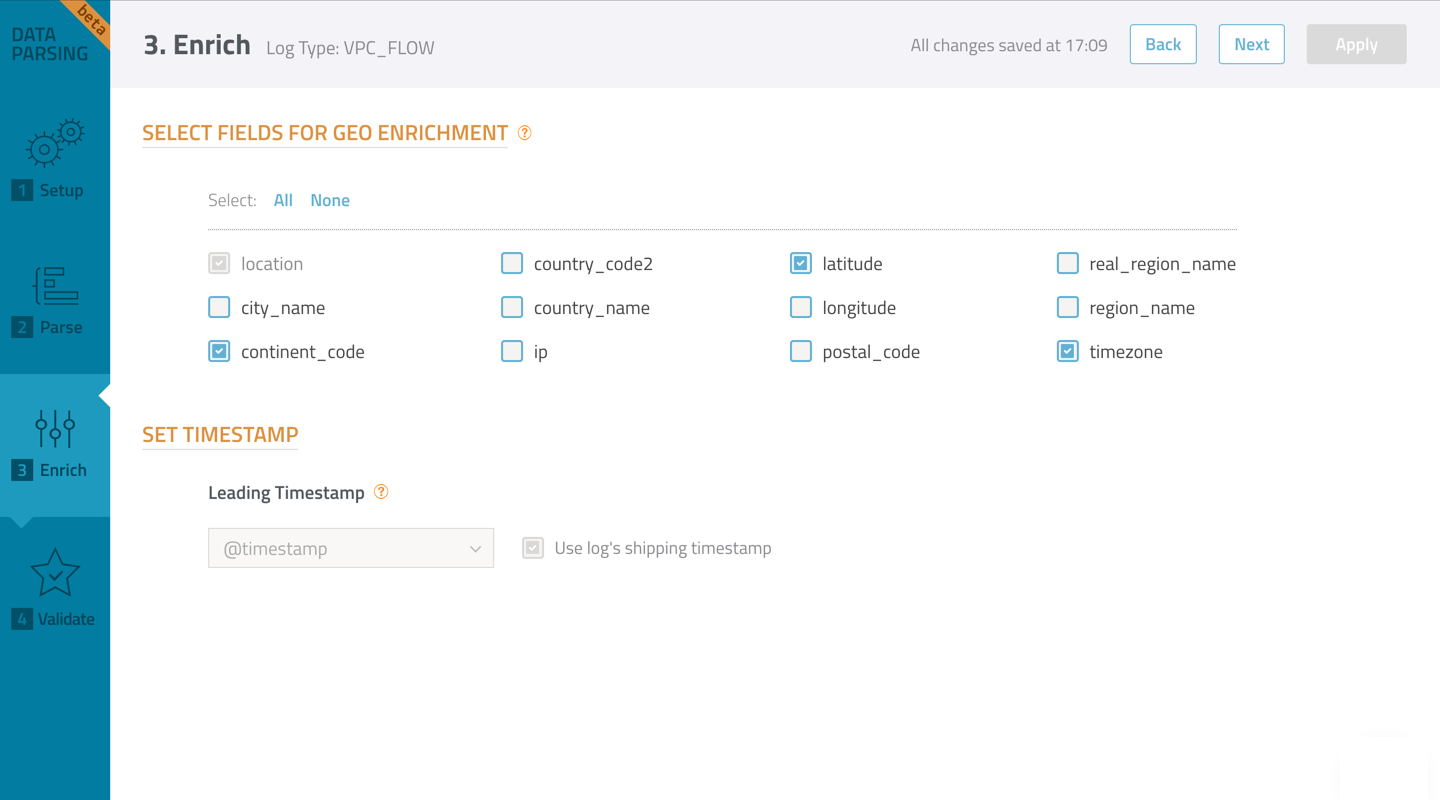 DATA
PARSING
beta
1 Setup
2 Parse
3 Enrich
4 Validate
3. Enrich Log Type: VPC_FLOW All changes saved at 17:09 Back Next Apply
SELECT FIELDS FOR GEO ENRICHMENT ?
Select: All None
location country_code2 latitude real_region_name
city_name country_name longitude region_name
continent_code ip postal_code timezone
SET TIMESTAMP
Leading Timestamp ?
@timestamp Use log's shipping timestamp